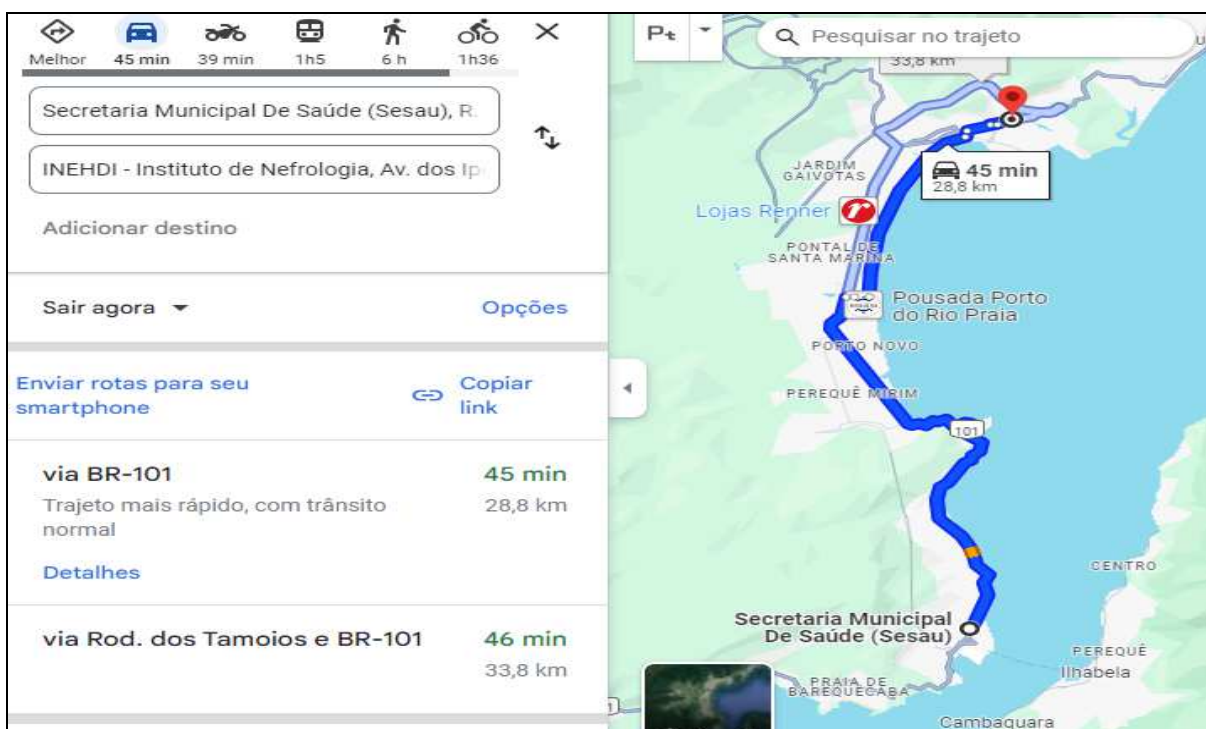 Melhor
45 min
39 min
1h5
6 h
1h36
Secretaria Municipal De Saúde (Sesau), R.
INEHDI - Instituto de Nefrologia, Av. dos Ip
Adicionar destino
Sair agora
Opções
Enviar rotas para seu
smartphone
Copiar
link
via BR-101
45 min
Trajeto mais rápido, com trânsito
normal
28,8 km
Detalhes
via Rod. dos Tamoios e BR-101
46 min
33,8 km
Pt
Pesquisar no trajeto
33,8 km
JARDIM
GAIVOTAS
45 min
28,8 km
Lojas Renner
PONTAL DE
SANTA MARINA
Pousada Porto
do Rio Praia
PORTO NOVO
PEREQUÊ MIRIM
101
CENTRO
Secretaria Municipal
De Saúde (Sesau)
PEREQUÊ
Ilhabela
PRAIA DE
BAREQUEÇABA
Cambaquara